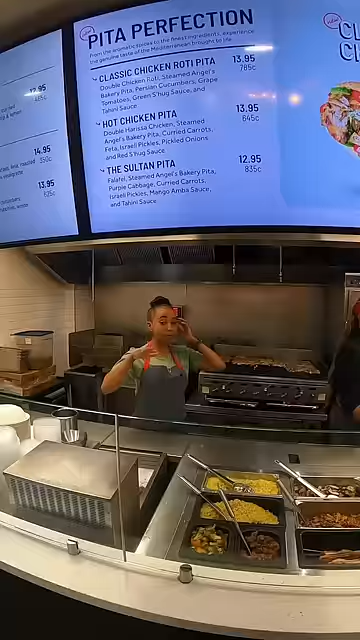 PITA PERFECTION
From the aromatic spices to the finest ingredients, experience
the genuine taste of the Mediterranean brought to life.
CLASSIC CHICKEN ROTI PITA 13.95
Double Chicken Roti, Steamed Angel's 785c
Bakery Pita, Persian Cucumbers, Grape
Tomatoes, Green S'hug Sauce, and
Tahini Sauce
HOT CHICKEN PITA 13.95
Double Harissa Chicken, Steamed 645c
Angel's Bakery Pita, Curried Carrots,
Feta, Israeli Pickles, Pickled Onions
and Red S'hug Sauce
THE SULTAN PITA 12.95
Falafel, Steamed Angel's Bakery Pita, 835c
Purple Cabbage, Curried Carrots,
Israeli Pickles, Mango Amba Sauce,
and Tahini Sauce
12.95
14.95
13.95